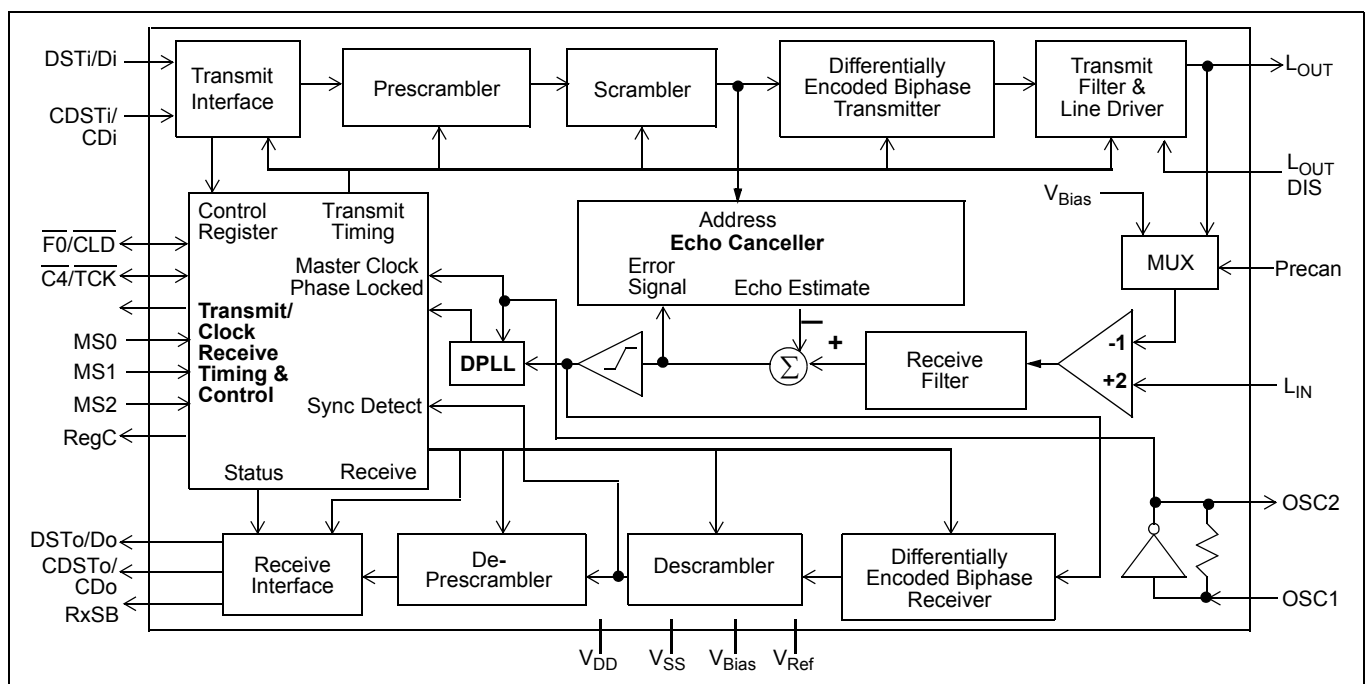 DSTi/Di
CDSTi/
CDi
Transmit
Interface
Prescrambler
Scrambler
Differentially
Encoded Biphase
Transmitter
Transmit
Filter &
Line Driver
LOUT
LOUT
DIS
VBias
MUX
Precan
Control
Register
Transmit
Timing
Address
Echo Canceller
Error
Signal
Echo Estimate
F0/CLD
C4/TCK
Master Clock
Phase Locked
Transmit/
Clock
Receive
Timing &
Control
MS0
MS1
MS2
RegC
DPLL
Σ
−
+
Receive
Filter
-1
+2
LIN
Sync Detect
Status
Receive
DSTo/Do
CDSTo/
CDo
RxSB
Receive
Interface
De-
Prescrambler
Descrambler
Differentially
Encoded Biphase
Receiver
OSC2
OSC1
VDD
VSS
VBias
VRef